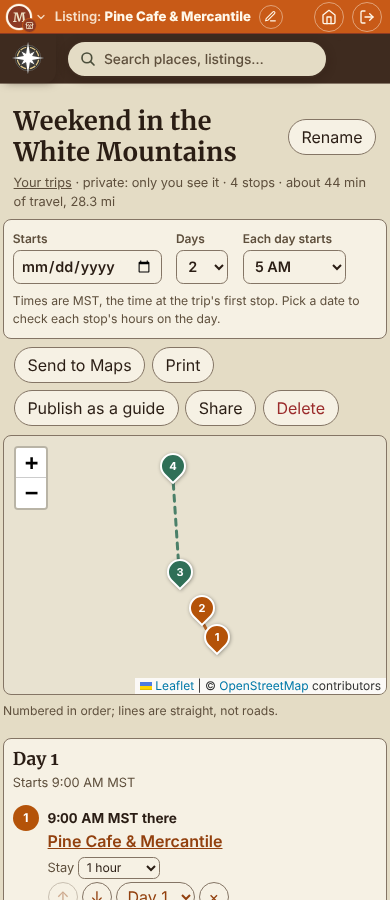 M
Listing: Pine Cafe & Mercantile
Search places, listings...
Weekend in the
White Mountains
Rename
Your trips · private: only you see it · 4 stops · about 44 min
of travel, 28.3 mi
Starts
Days
Each day starts
mm/dd/yyyy
2
5 AM
Times are MST, the time at the trip's first stop. Pick a date to
check each stop's hours on the day.
Send to Maps
Print
Publish as a guide
Share
Delete
+
−
4
3
2
1
Leaflet | © OpenStreetMap contributors
Numbered in order; lines are straight, not roads.
Day 1
Starts 9:00 AM MST
1
9:00 AM MST there
Pine Cafe & Mercantile
Stay
1 hour
↑
↓
Day 1
×